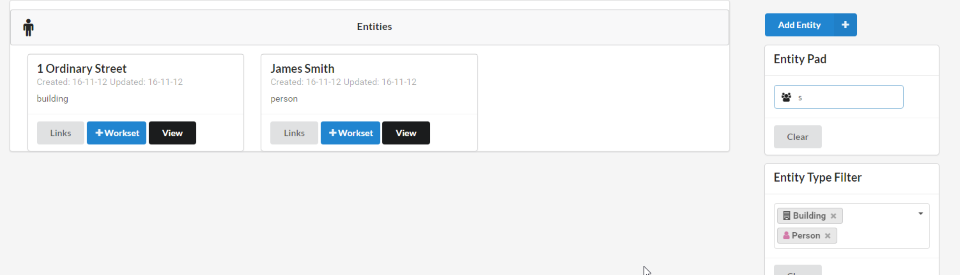 Entities
Add Entity +
1 Ordinary Street
Created: 16-11-12 Updated: 16-11-12
building
Links +Workset View
James Smith
Created: 16-11-12 Updated: 16-11-12
person
Links +Workset View
Entity Pad
s
Clear
Entity Type Filter
Building ×
Person ×
Clear